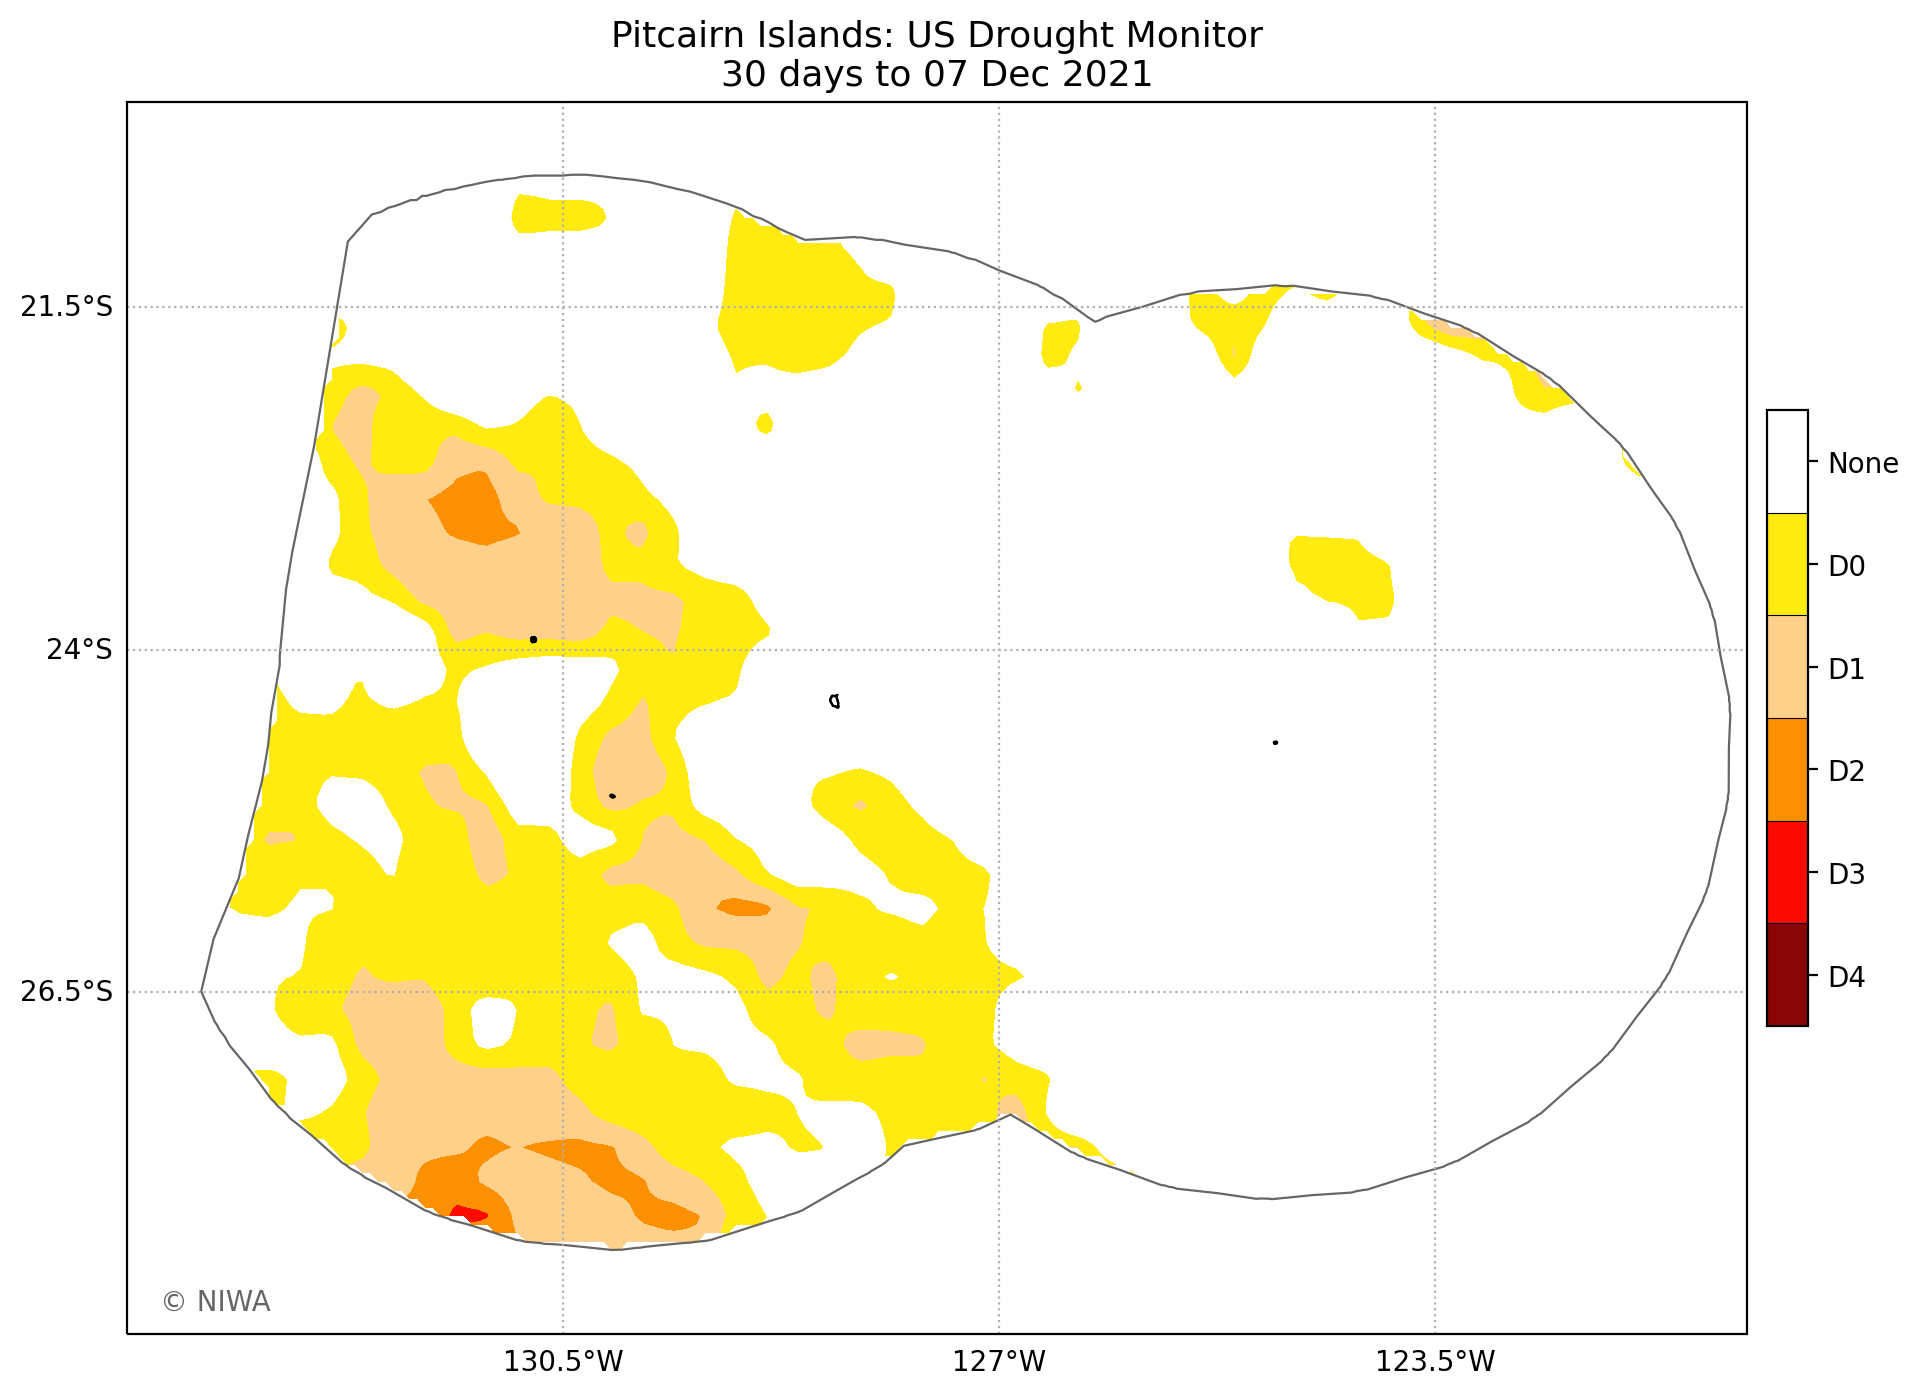 Pitcairn Islands: US Drought Monitor
30 days to 07 Dec 2021
21.5°S
24°S
26.5°S
130.5°W
127°W
123.5°W
None
D0
D1
D2
D3
D4
© NIWA